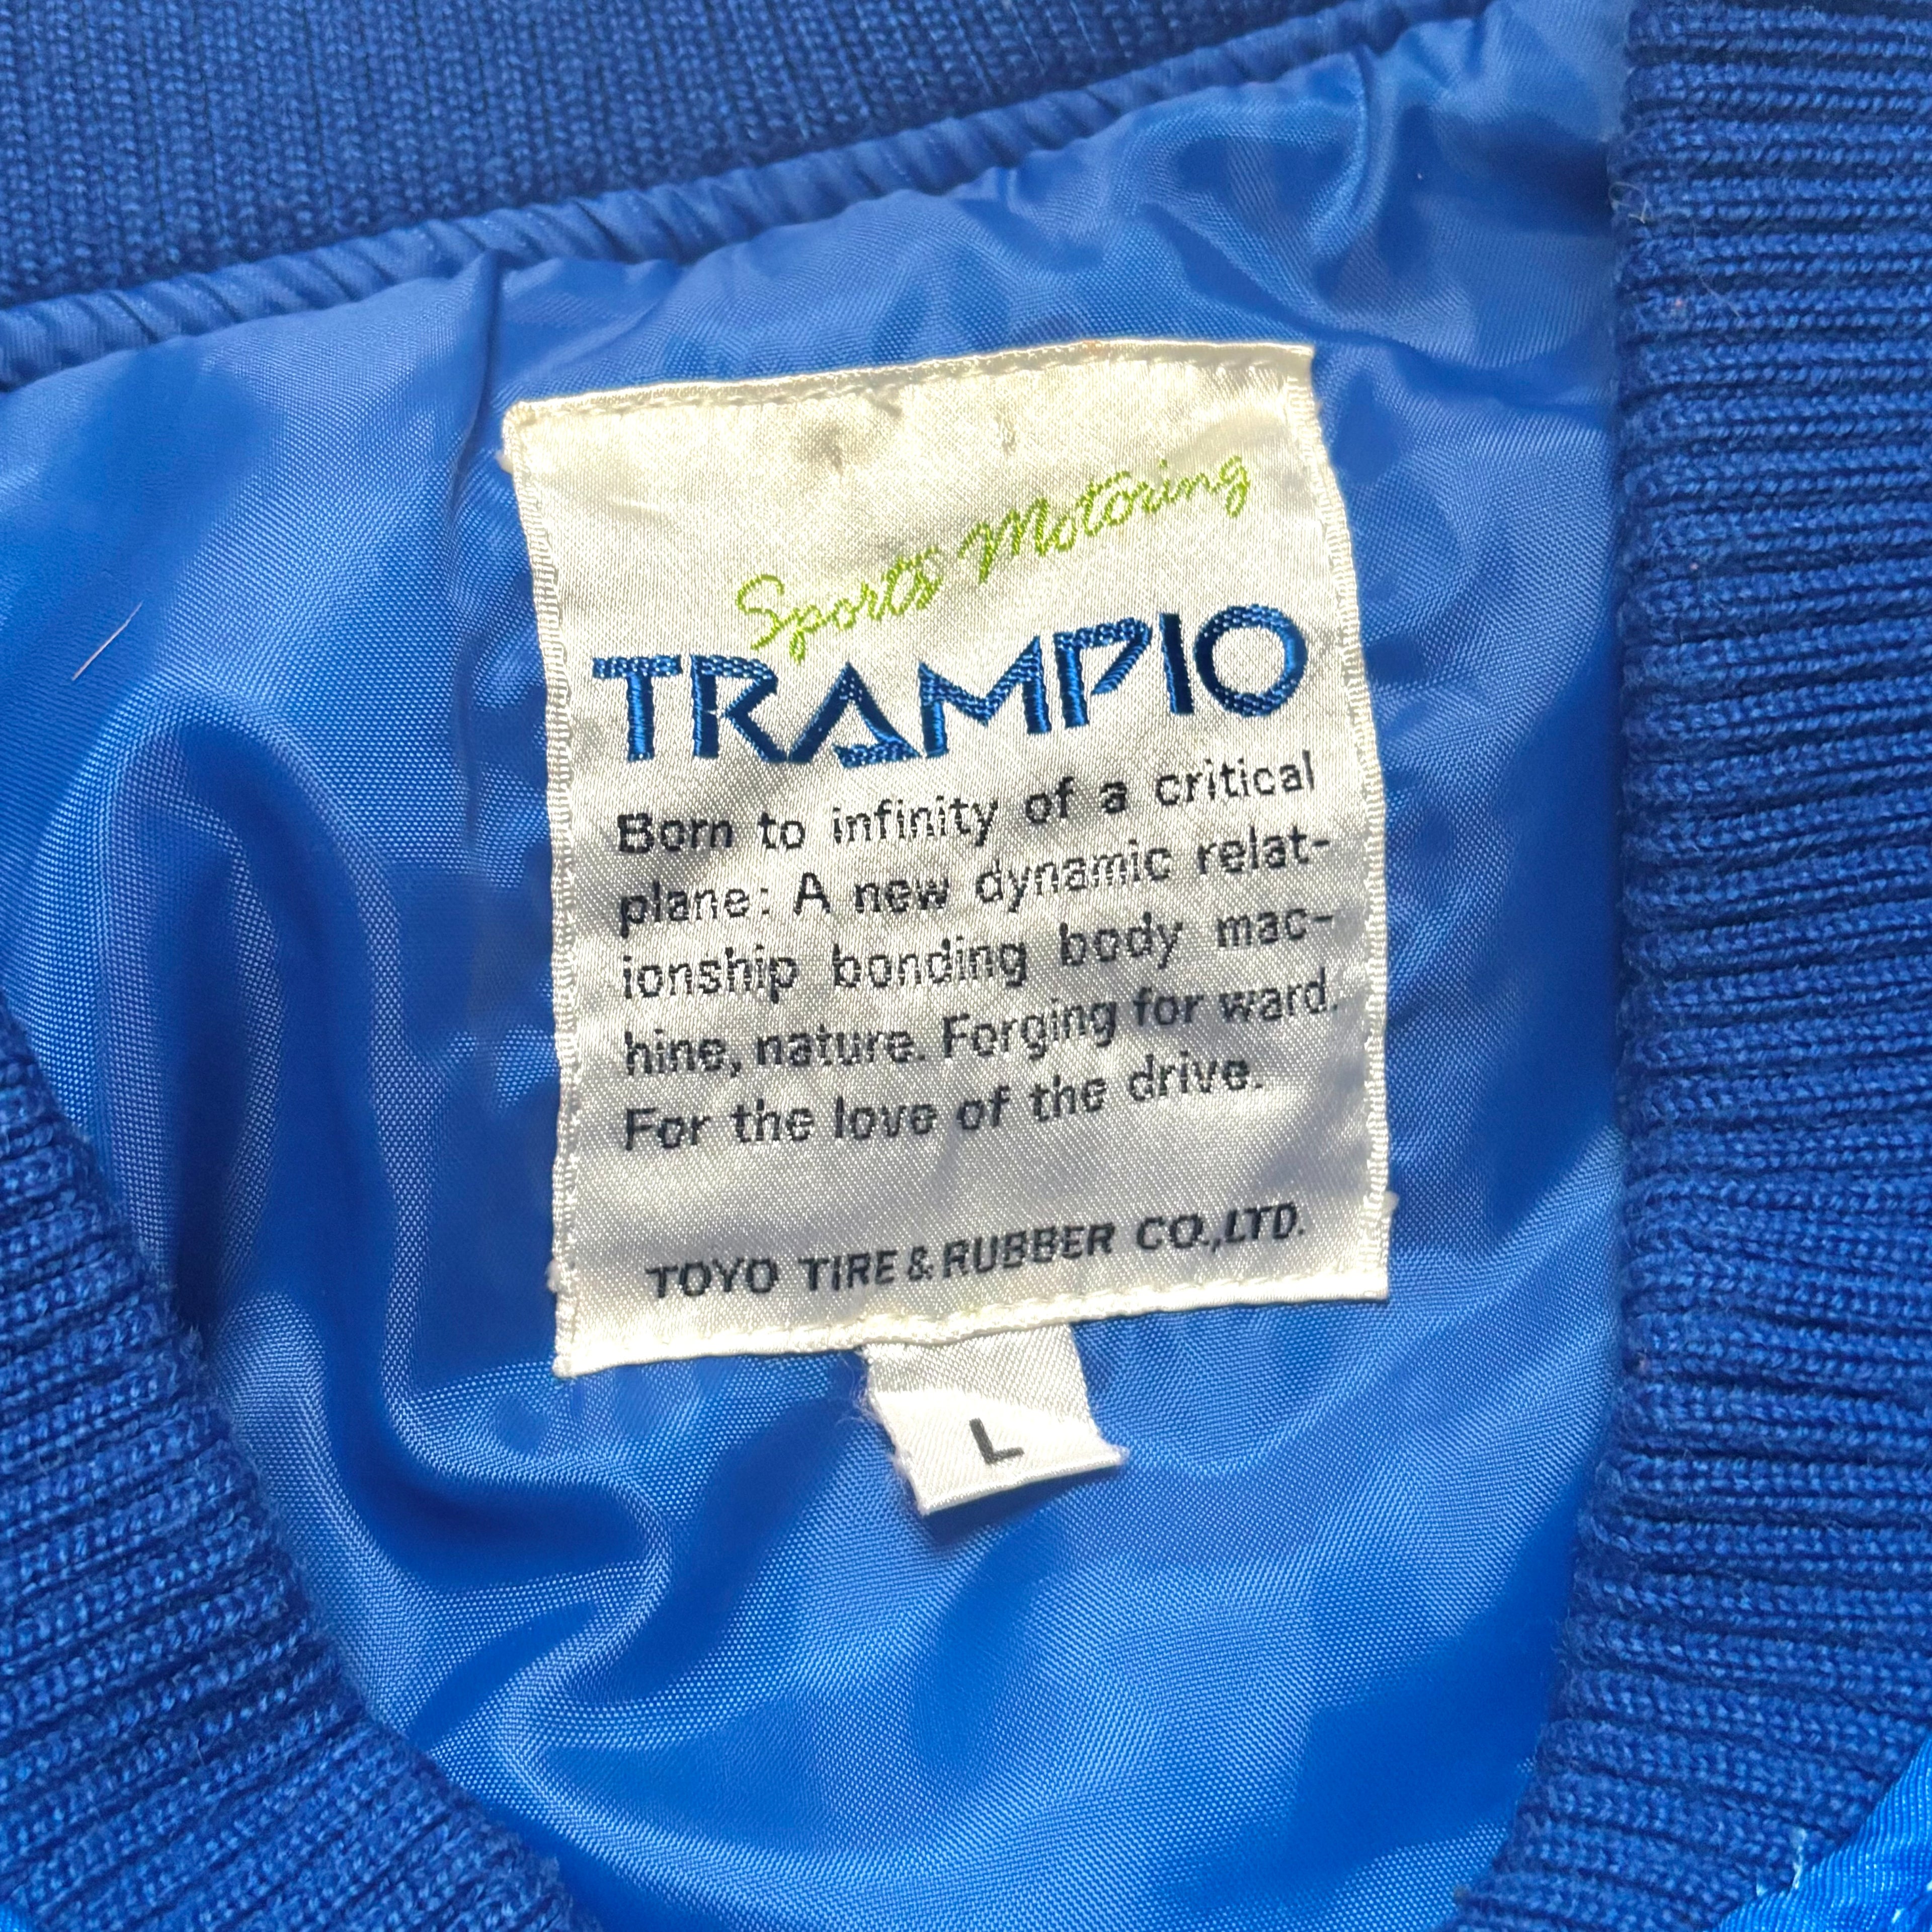 Sports Motoring
TRAMPIO
Born to infinity of a critical
plane: A new dynamic relat-
ionship bonding body mac-
hine, nature. Forging for ward.
For the love of the drive.
TOYO TIRE & RUBBER CO.,LTD.
L